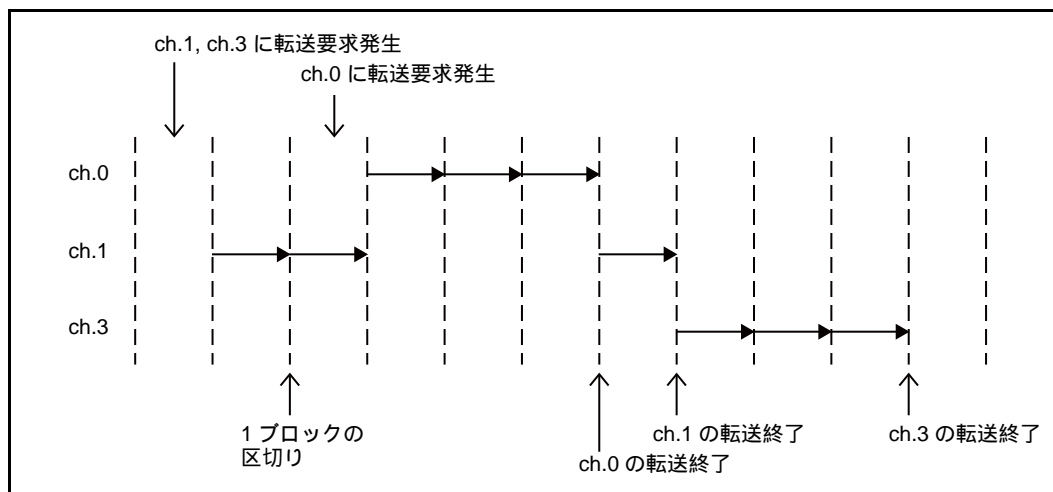 ch.1, ch.3 に転送要求発生
ch.0 に転送要求発生
ch.0
ch.1
ch.3
1 ブロックの
区切り
ch.0 の転送終了
ch.1 の転送終了
ch.3 の転送終了